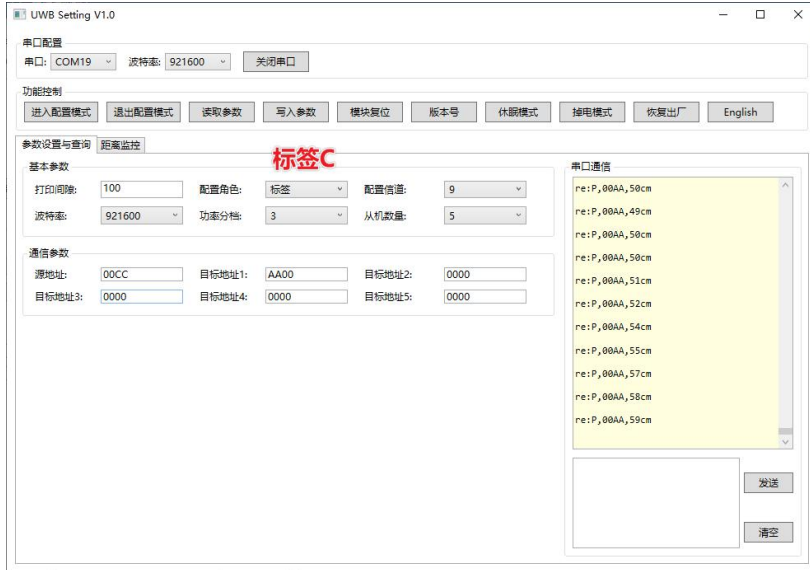 UWB Setting V1.0
串口配置
串口: COM19 波特率: 921600 关闭串口
功能控制
进入配置模式 退出配置模式 读取参数 写入参数 模块复位 版本号 休眠模式 掉电模式 恢复出厂 English
参数设置与查询 距离监控
标签C
基本参数
打印间隙: 100 配置角色: 标签 配置信道: 9
波特率: 921600 功率分档: 3 从机数量: 5
通信参数
源地址: 00CC 目标地址1: AA00 目标地址2: 0000
目标地址3: 0000 目标地址4: 0000 目标地址5: 0000
串口通信
re:P,00AA,50cm
re:P,00AA,49cm
re:P,00AA,50cm
re:P,00AA,50cm
re:P,00AA,51cm
re:P,00AA,52cm
re:P,00AA,54cm
re:P,00AA,55cm
re:P,00AA,57cm
re:P,00AA,58cm
re:P,00AA,59cm
发送
清空